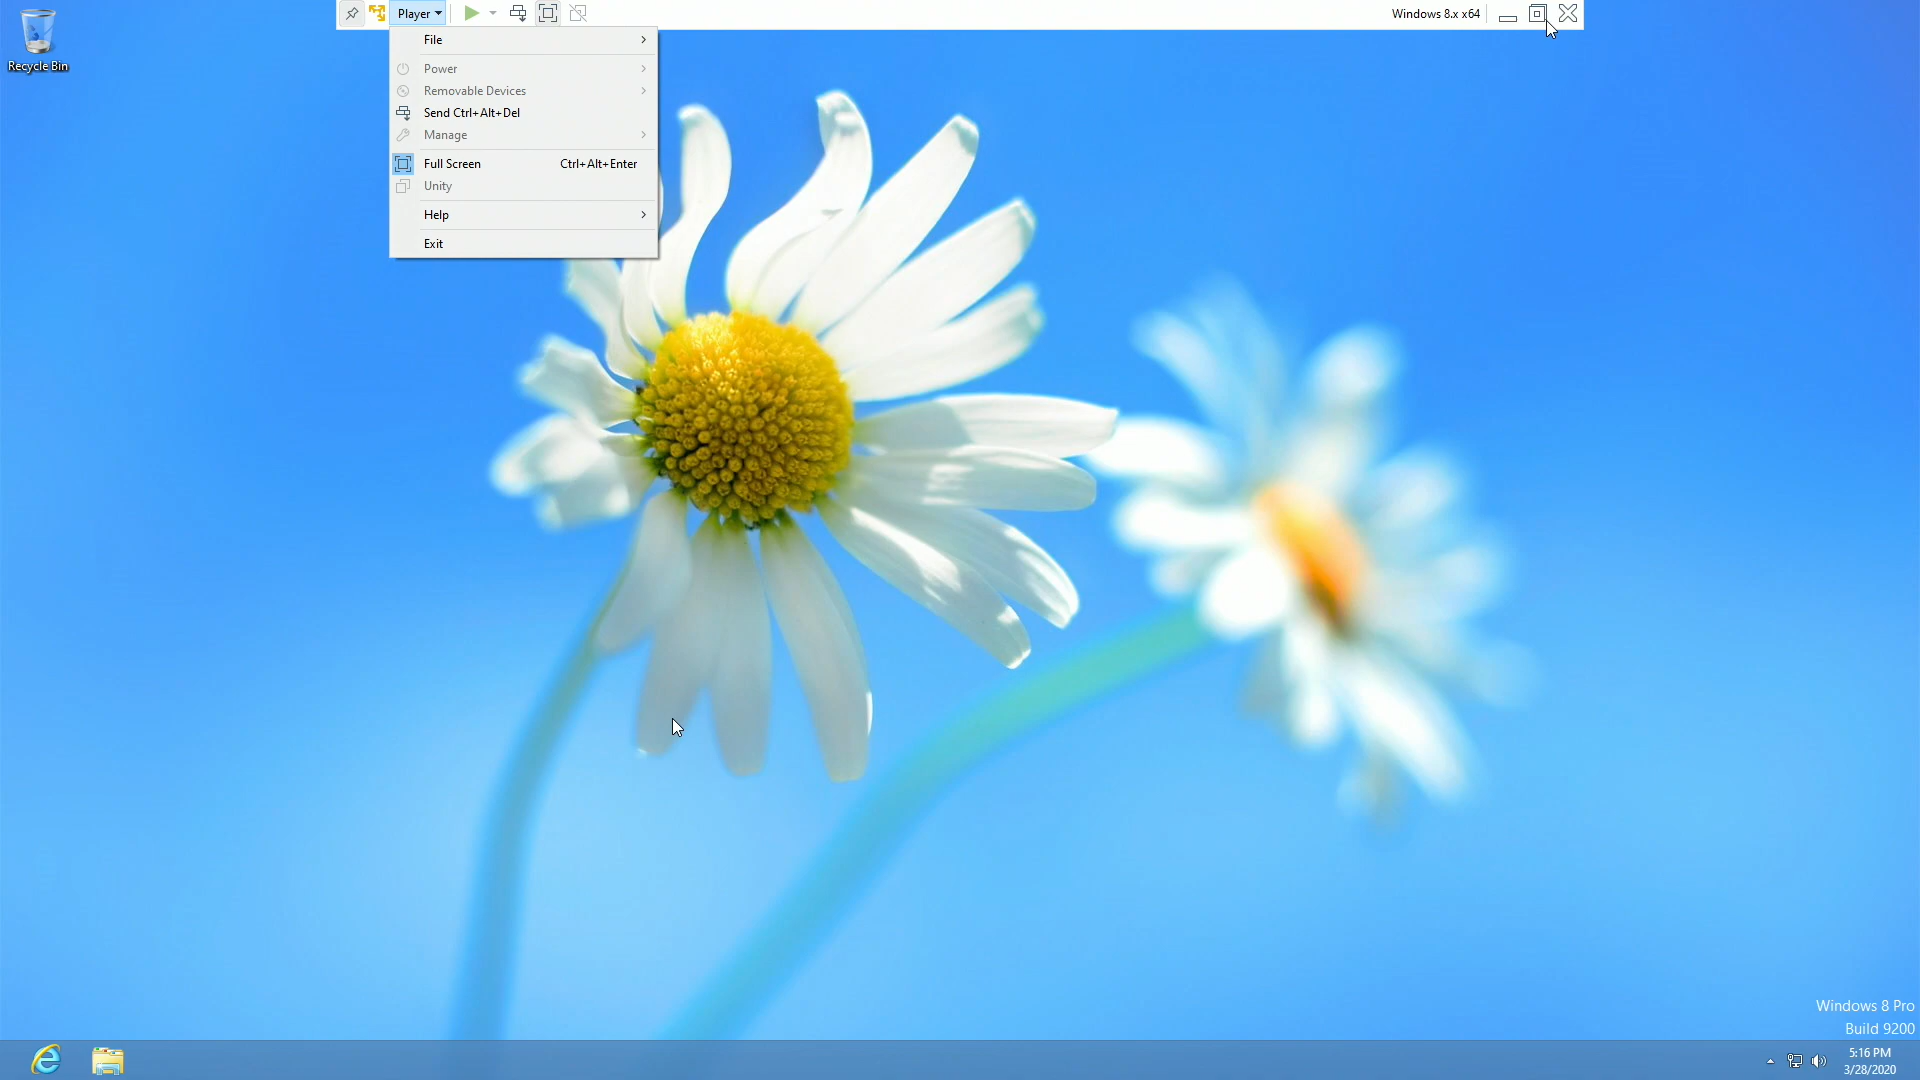 Player
Windows 8.x x64
Recycle Bin
File
Power
Removable Devices
Send Ctrl+Alt+Del
Manage
Full Screen Ctrl+Alt+Enter
Unity
Help
Exit
Windows 8 Pro
Build 9200
5:16 PM
3/28/2020